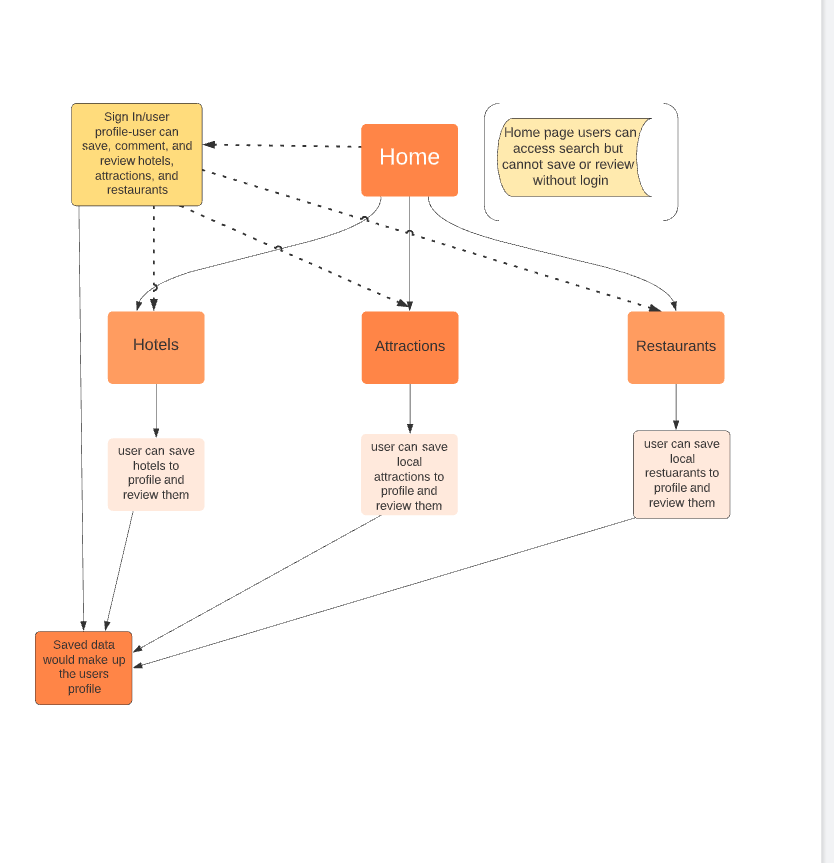 Sign In/user
profile-user can
save, comment, and
review hotels,
attractions, and
restaurants
Home
Home page users can
access search but
cannot save or review
without login
Hotels
Attractions
Restaurants
user can save
hotels to
profile and
review them
user can save
local
attractions to
profile and
review them
user can save
local
restuarants to
profile and
review them
Saved data
would make up
the users
profile